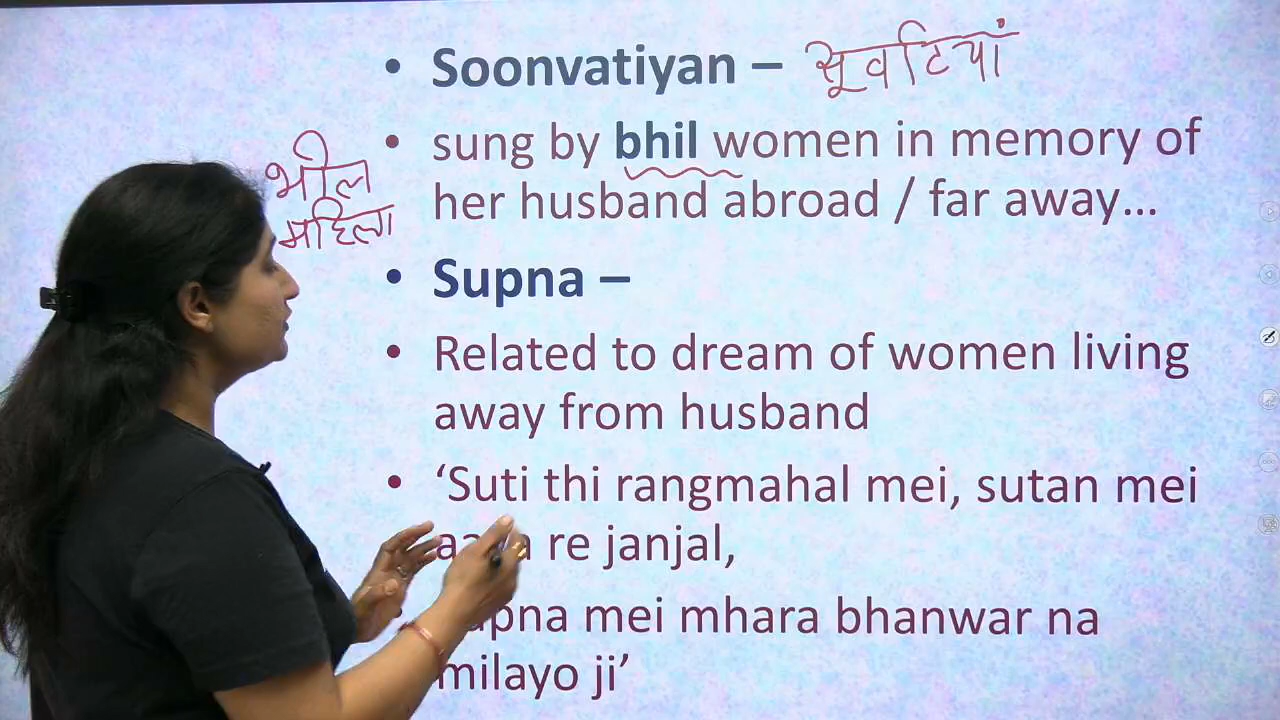 • Soonvatiyan – सूवटियां
• sung by bhil women in memory of
her husband abroad / far away...
भील
महिला
• Supna –
• Related to dream of women living
away from husband
• ‘Suti thi rangmahal mei, sutan mei
re janjal,
mei mhara bhanwar na
milayo ji’